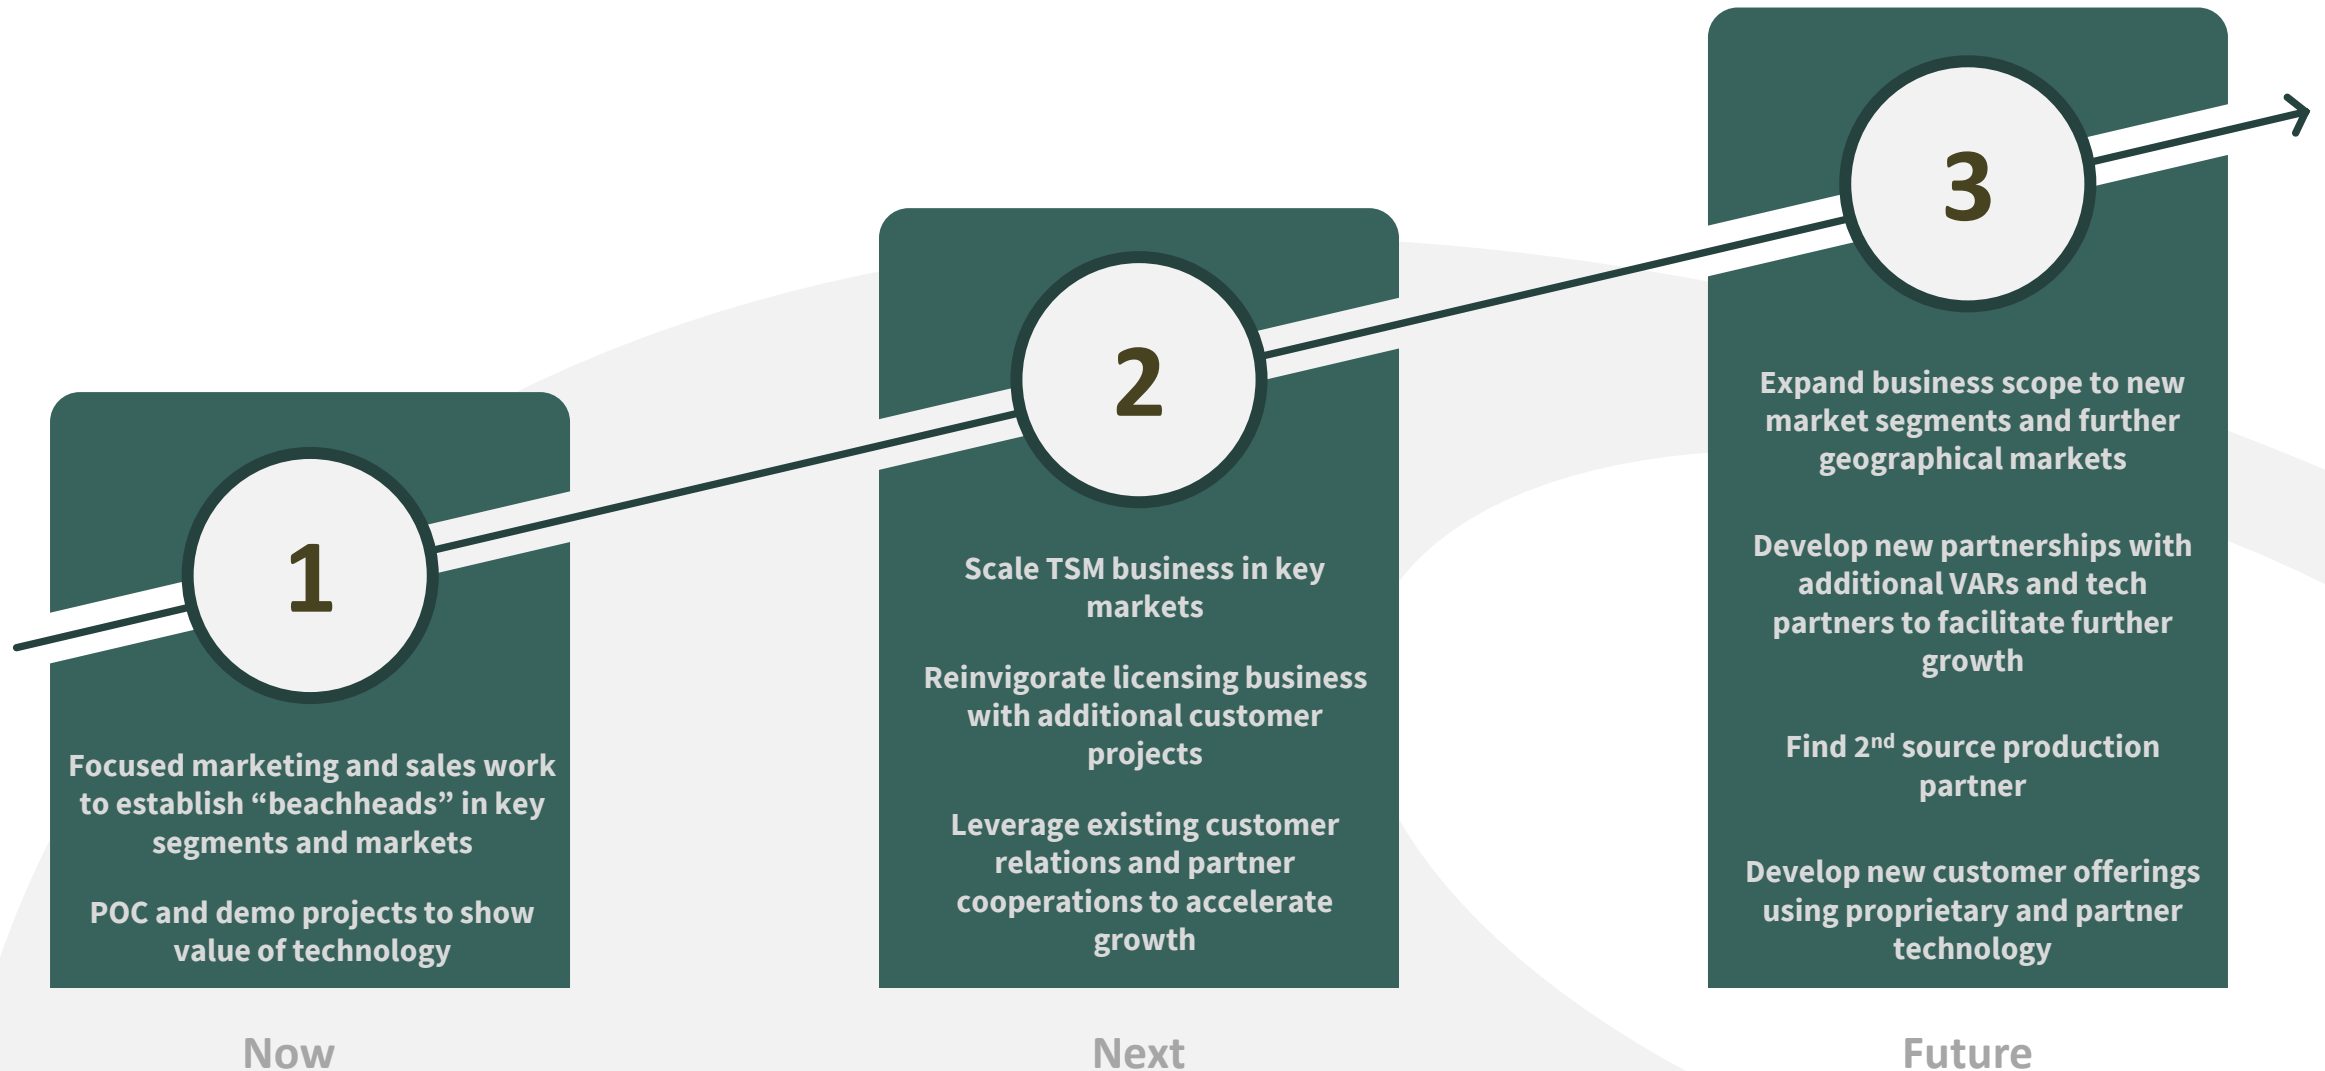 1
Focused marketing and sales work
to establish “beachheads” in key
segments and markets
POC and demo projects to show
value of technology
Now
2
Scale TSM business in key
markets
Reinvigorate licensing business
with additional customer
projects
Leverage existing customer
relations and partner
cooperations to accelerate
growth
Next
3
Expand business scope to new
market segments and further
geographical markets
Develop new partnerships with
additional VARs and tech
partners to facilitate further
growth
Find 2nd source production
partner
Develop new customer offerings
using proprietary and partner
technology
Future